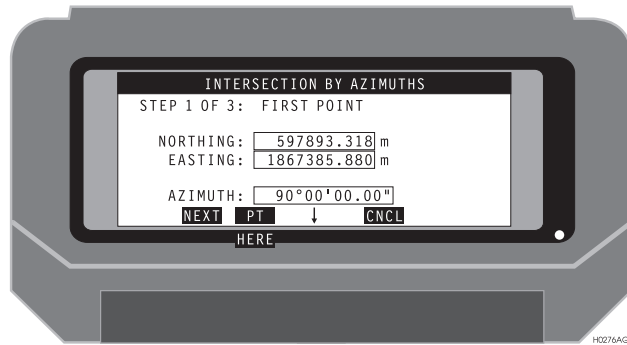 INTERSECTION BY AZIMUTHS
STEP 1 OF 3: FIRST POINT
NORTHING: 597893.318 m
EASTING: 1867385.880 m
AZIMUTH: 90°00'00.00"
NEXT PT ↓ CNCL
HERE
H0276AG